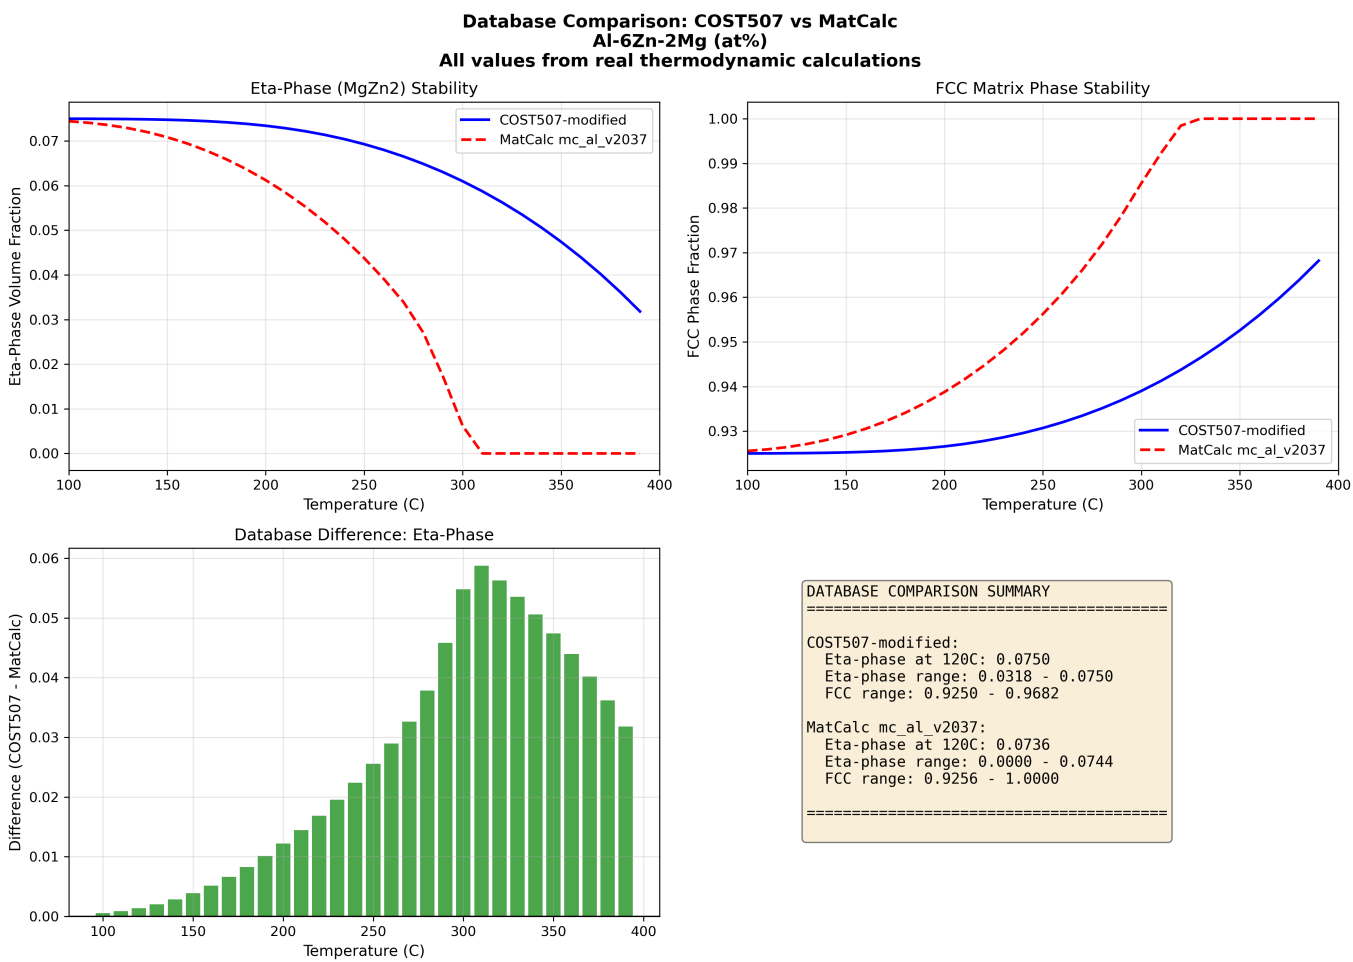 Database Comparison: COST507 vs MatCalc
Al-6Zn-2Mg (at%)
All values from real thermodynamic calculations
Eta-Phase (MgZn2) Stability
COST507-modified
MatCalc mc_al_v2037
Eta-Phase Volume Fraction
0.07
0.06
0.05
0.04
0.03
0.02
0.01
0.00
100 150 200 250 300 350 400
Temperature (C)
FCC Matrix Phase Stability
FCC Phase Fraction
1.00
0.99
0.98
0.97
0.96
0.95
0.94
0.93
COST507-modified
MatCalc mc_al_v2037
100 150 200 250 300 350 400
Temperature (C)
Database Difference: Eta-Phase
Difference (COST507 - MatCalc)
0.06
0.05
0.04
0.03
0.02
0.01
0.00
100 150 200 250 300 350 400
Temperature (C)
DATABASE COMPARISON SUMMARY
========================================
COST507-modified:
Eta-phase at 120C: 0.0750
Eta-phase range: 0.0318 - 0.0750
FCC range: 0.9250 - 0.9682
MatCalc mc_al_v2037:
Eta-phase at 120C: 0.0736
Eta-phase range: 0.0000 - 0.0744
FCC range: 0.9256 - 1.0000
========================================